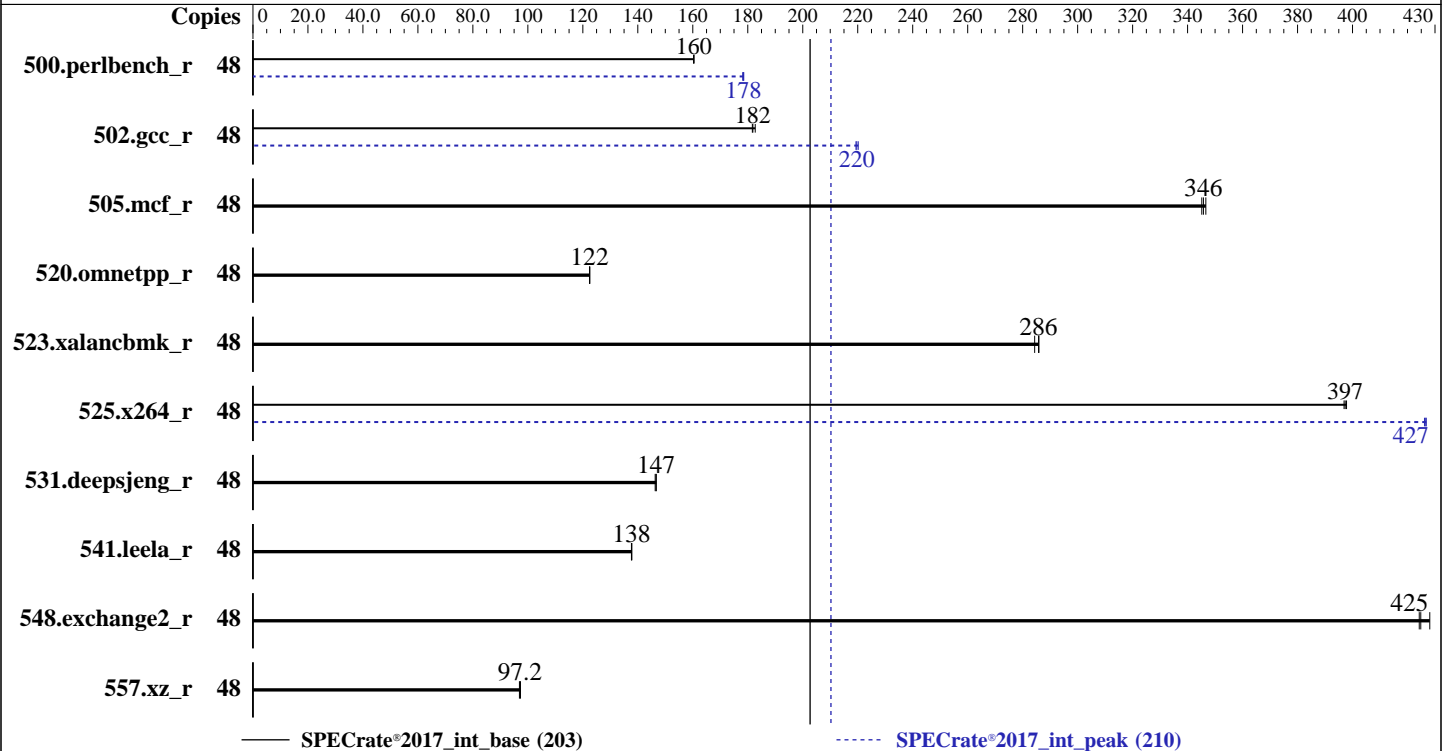 Copies 0 20.0 40.0 60.0 80.0 100 120 140 160 180 200 220 240 260 280 300 320 340 360 380 400 430
160
500.perlbench_r 48
178
182
502.gcc_r 48
220
346
505.mcf_r 48
122
520.omnetpp_r 48
286
523.xalancbmk_r 48
397
525.x264_r 48
427
147
531.deepsjeng_r 48
138
541.leela_r 48
425
548.exchange2_r 48
97.2
557.xz_r 48
SPECrate®2017_int_base (203) SPECrate®2017_int_peak (210)